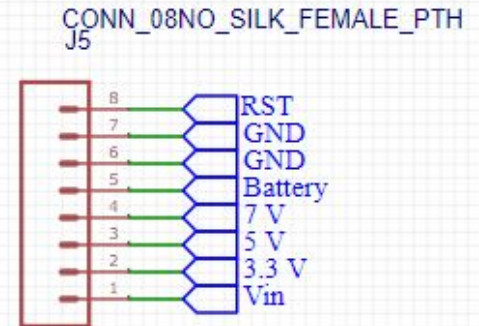 CONN_08NO_SILK_FEMALE_PTH
J5
8 RST
7 GND
6 GND
5 Battery
4 7 V
3 5 V
2 3.3 V
1 Vin